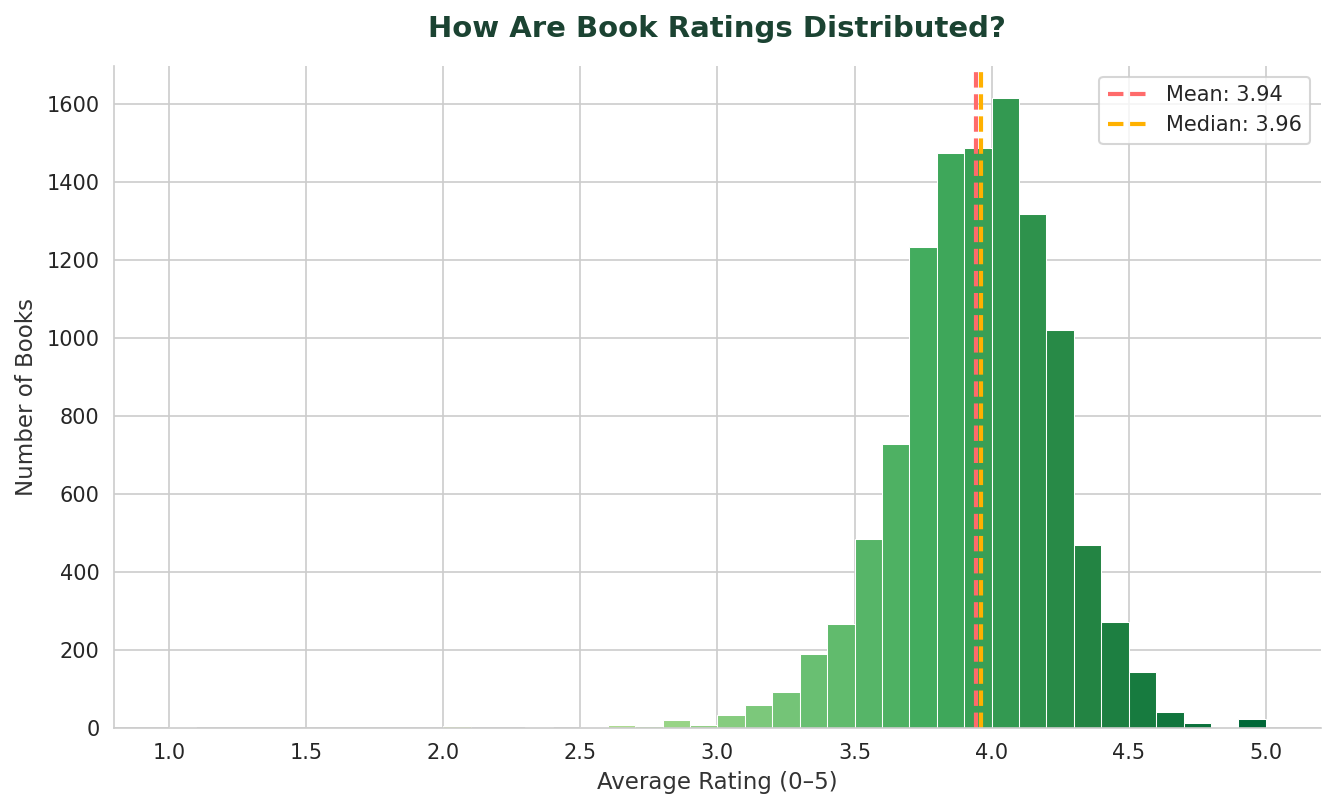 How Are Book Ratings Distributed?
Mean: 3.94
Median: 3.96
Number of Books
1600
1400
1200
1000
800
600
400
200
0
1.0 1.5 2.0 2.5 3.0 3.5 4.0 4.5 5.0
Average Rating (0–5)